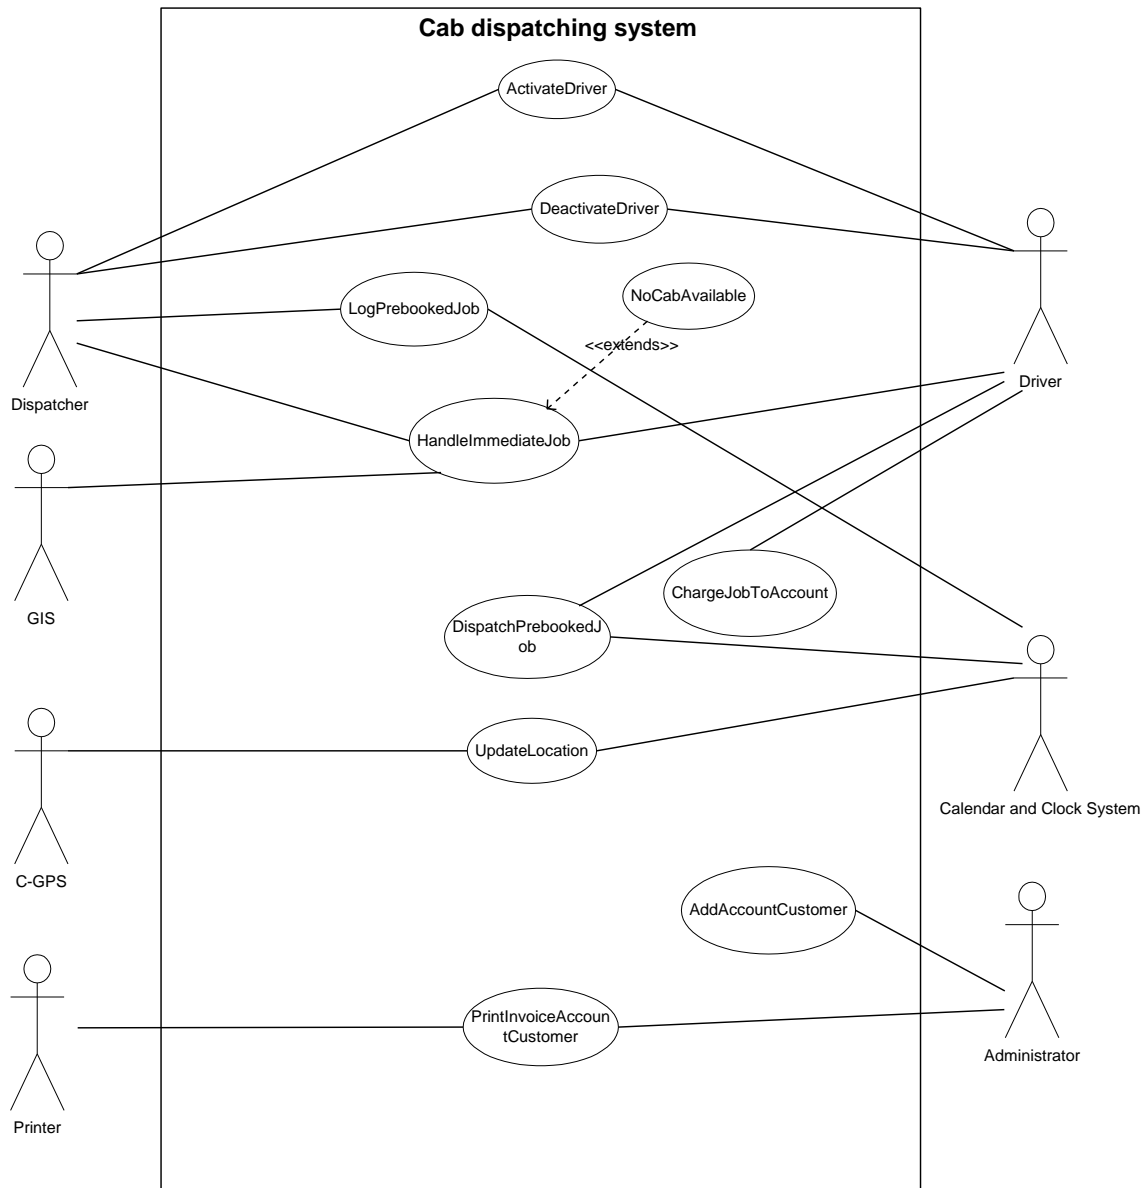 Cab dispatching system
ActivateDriver
DeactivateDriver
NoCabAvailable
LogPrebookedJob
<<extends>>
Driver
Dispatcher
HandleImmediateJob
ChargeJobToAccount
GIS
DispatchPrebookedJ
ob
UpdateLocation
Calendar and Clock System
C-GPS
AddAccountCustomer
PrintInvoiceAccoun
tCustomer
Administrator
Printer